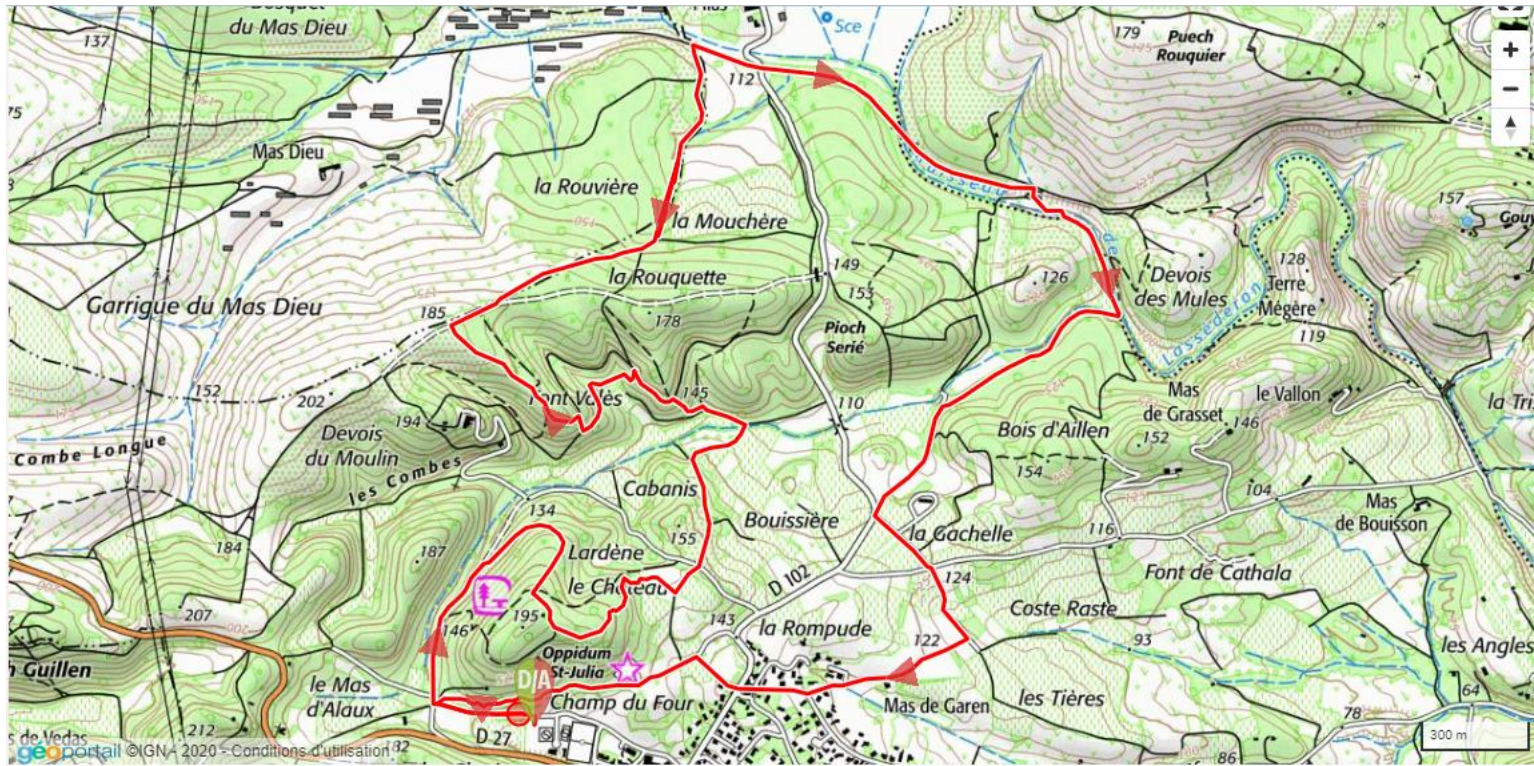 du Mas Dieu
137
Sce
179
Puech
Rouquier
112
Mas Dieu
la Rouvière
150
la Mouchère
157
la Rouquette
149
126
Devois
des Mules
128
Terre
Mégère
Garrigue du Mas Dieu
185
178
153
Pioch
Serié
Lassédéron
119
152
202
Font Valès
145
110
Mas
de Grasset
le Vallon
146
194
Devois
du Moulin
Bois d'Aillen
152
154
Combe Longue
les Combes
Cabanis
104
134
Bouissière
Mas
de Bouisson
155
la Gachelle
116
184
187
Lardène
le Château
D 102
124
Font de Cathala
207
146
195
143
la Rompude
122
Coste Raste
93
les Angles
Guillen
Oppidum
St-Julia
D/A
le Mas
d'Alaux
Champ du Four
Mas de Garen
les Tières
64
212
D 27
78
86
300 m
géoportail ©IGN - 2020 - Conditions d'utilisation